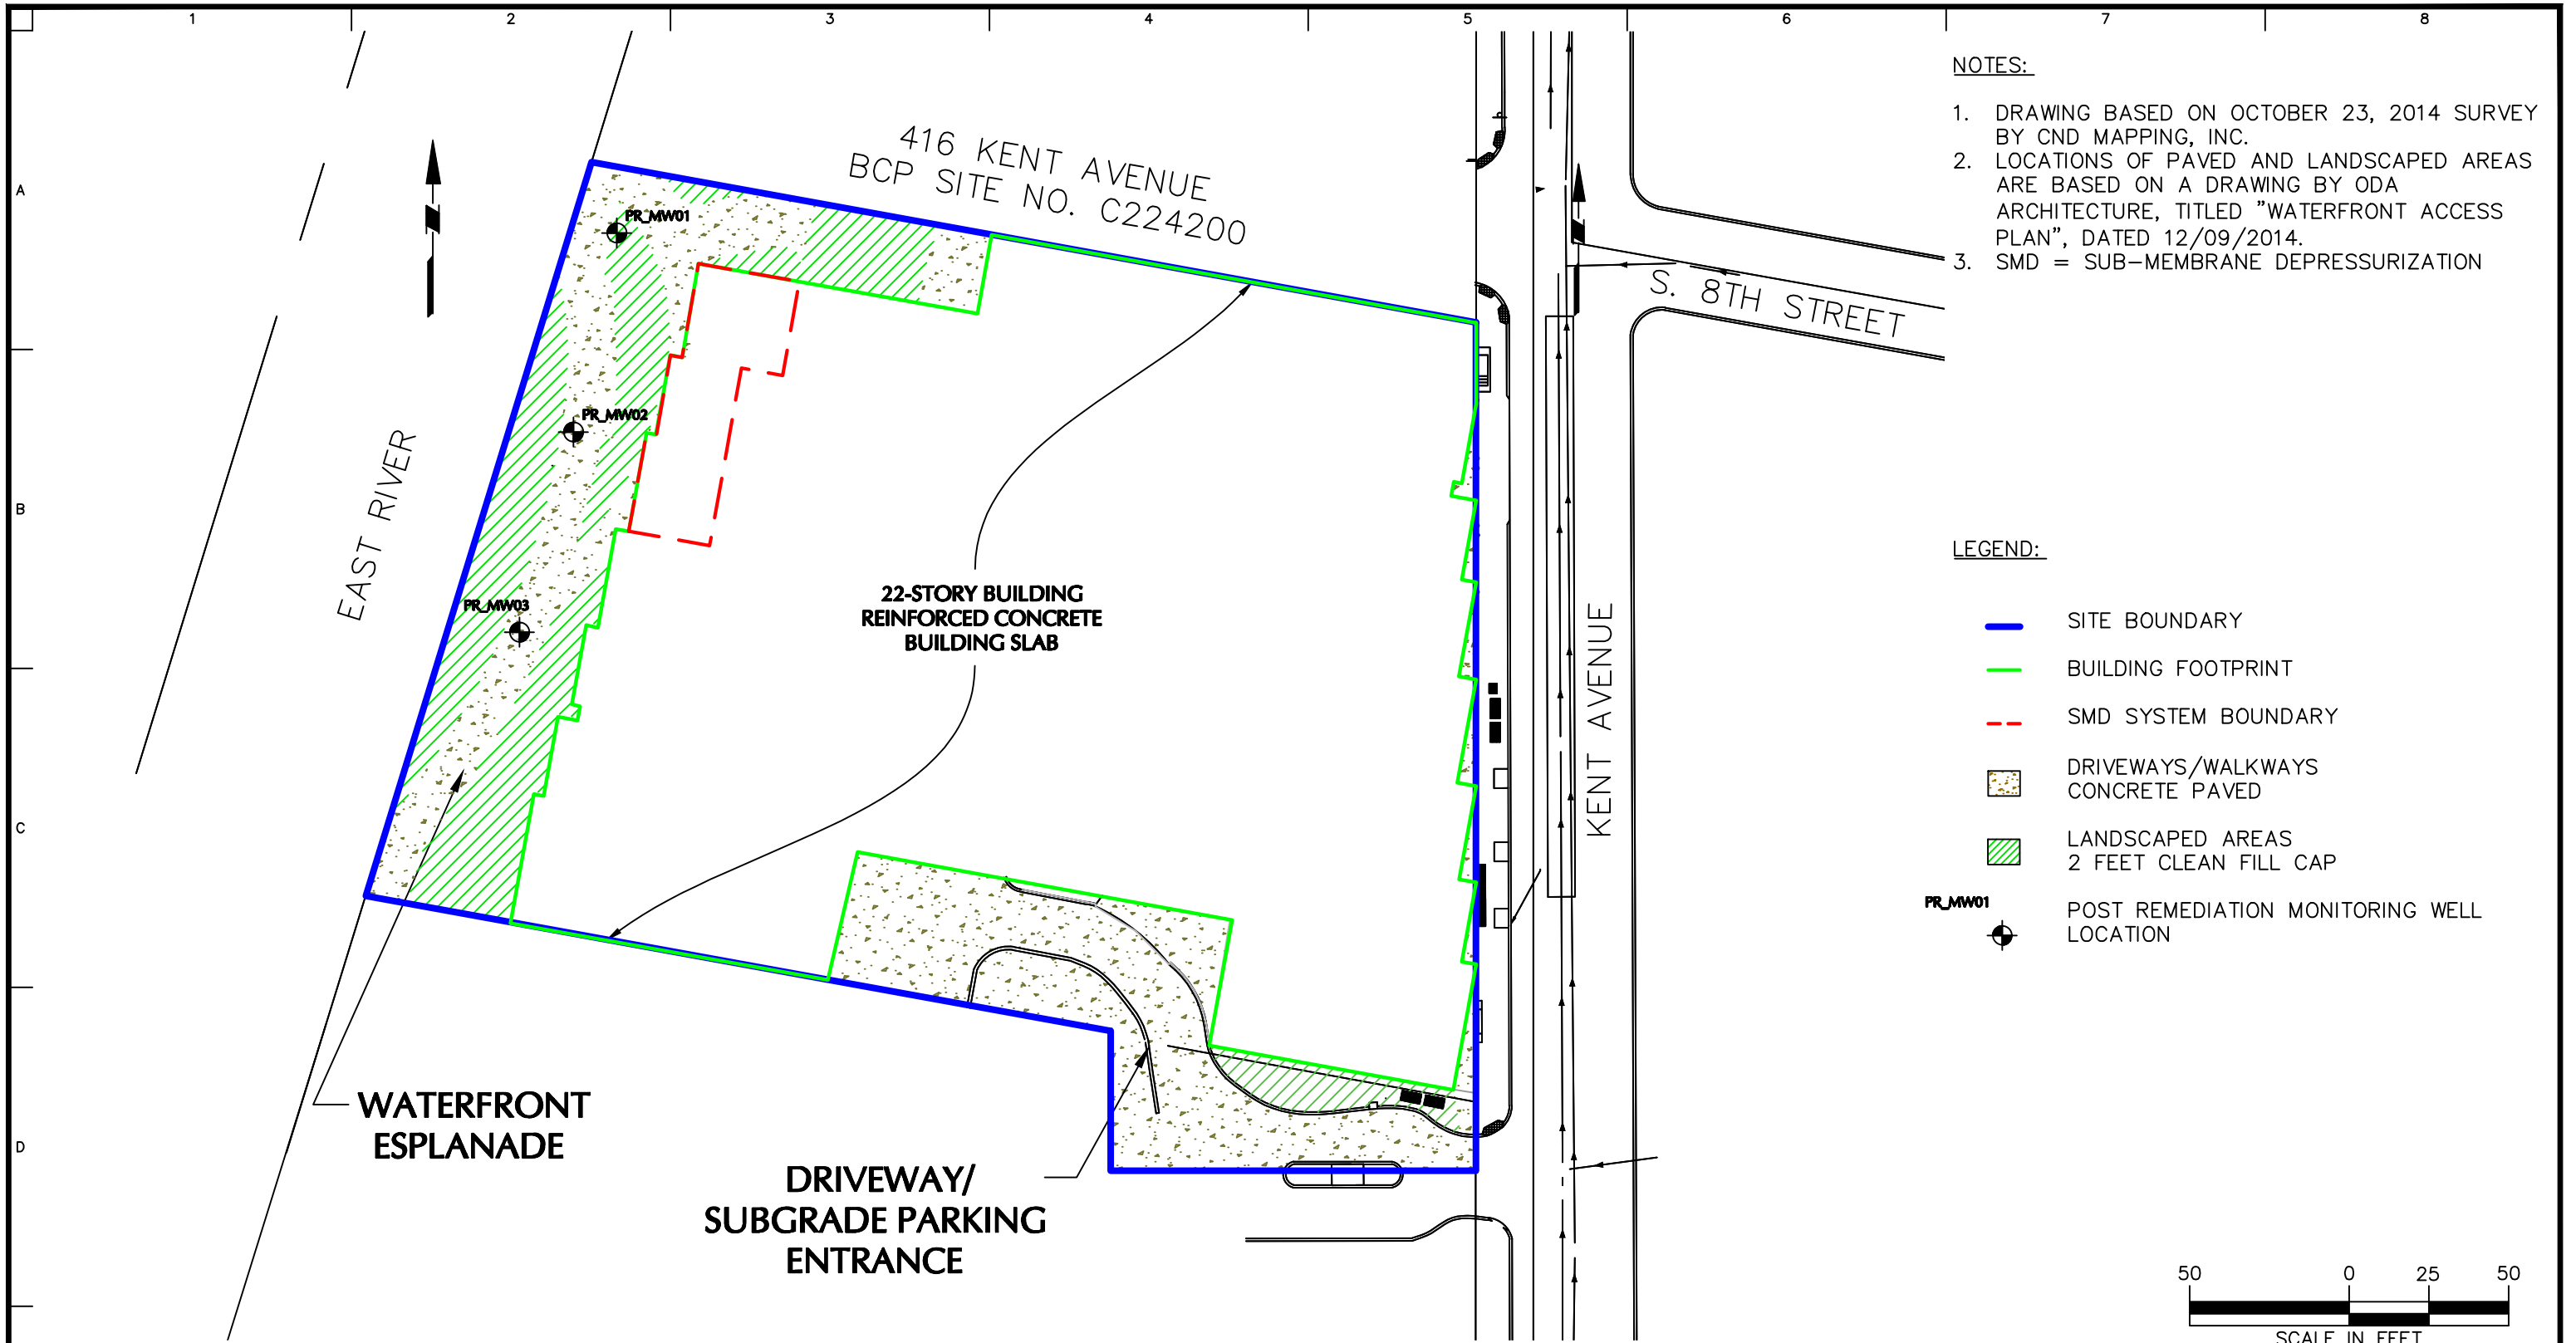 1 2 3 4 5 6 7 8
A
B
C
D
416 KENT AVENUE
BCP SITE NO. C224200
PR_MW01
PR_MW02
PR_MW03
EAST RIVER
22-STORY BUILDING
REINFORCED CONCRETE
BUILDING SLAB
S. 8TH STREET
KENT AVENUE
WATERFRONT
ESPLANADE
DRIVEWAY/
SUBGRADE PARKING
ENTRANCE
NOTES:
1. DRAWING BASED ON OCTOBER 23, 2014 SURVEY
BY CND MAPPING, INC.
2. LOCATIONS OF PAVED AND LANDSCAPED AREAS
ARE BASED ON A DRAWING BY ODA
ARCHITECTURE, TITLED "WATERFRONT ACCESS
PLAN", DATED 12/09/2014.
3. SMD = SUB-MEMBRANE DEPRESSURIZATION
LEGEND:
SITE BOUNDARY
BUILDING FOOTPRINT
SMD SYSTEM BOUNDARY
DRIVEWAYS/WALKWAYS
CONCRETE PAVED
LANDSCAPED AREAS
2 FEET CLEAN FILL CAP
PR_MW01
POST REMEDIATION MONITORING WELL
LOCATION
50 0 25 50
SCALE IN FEET